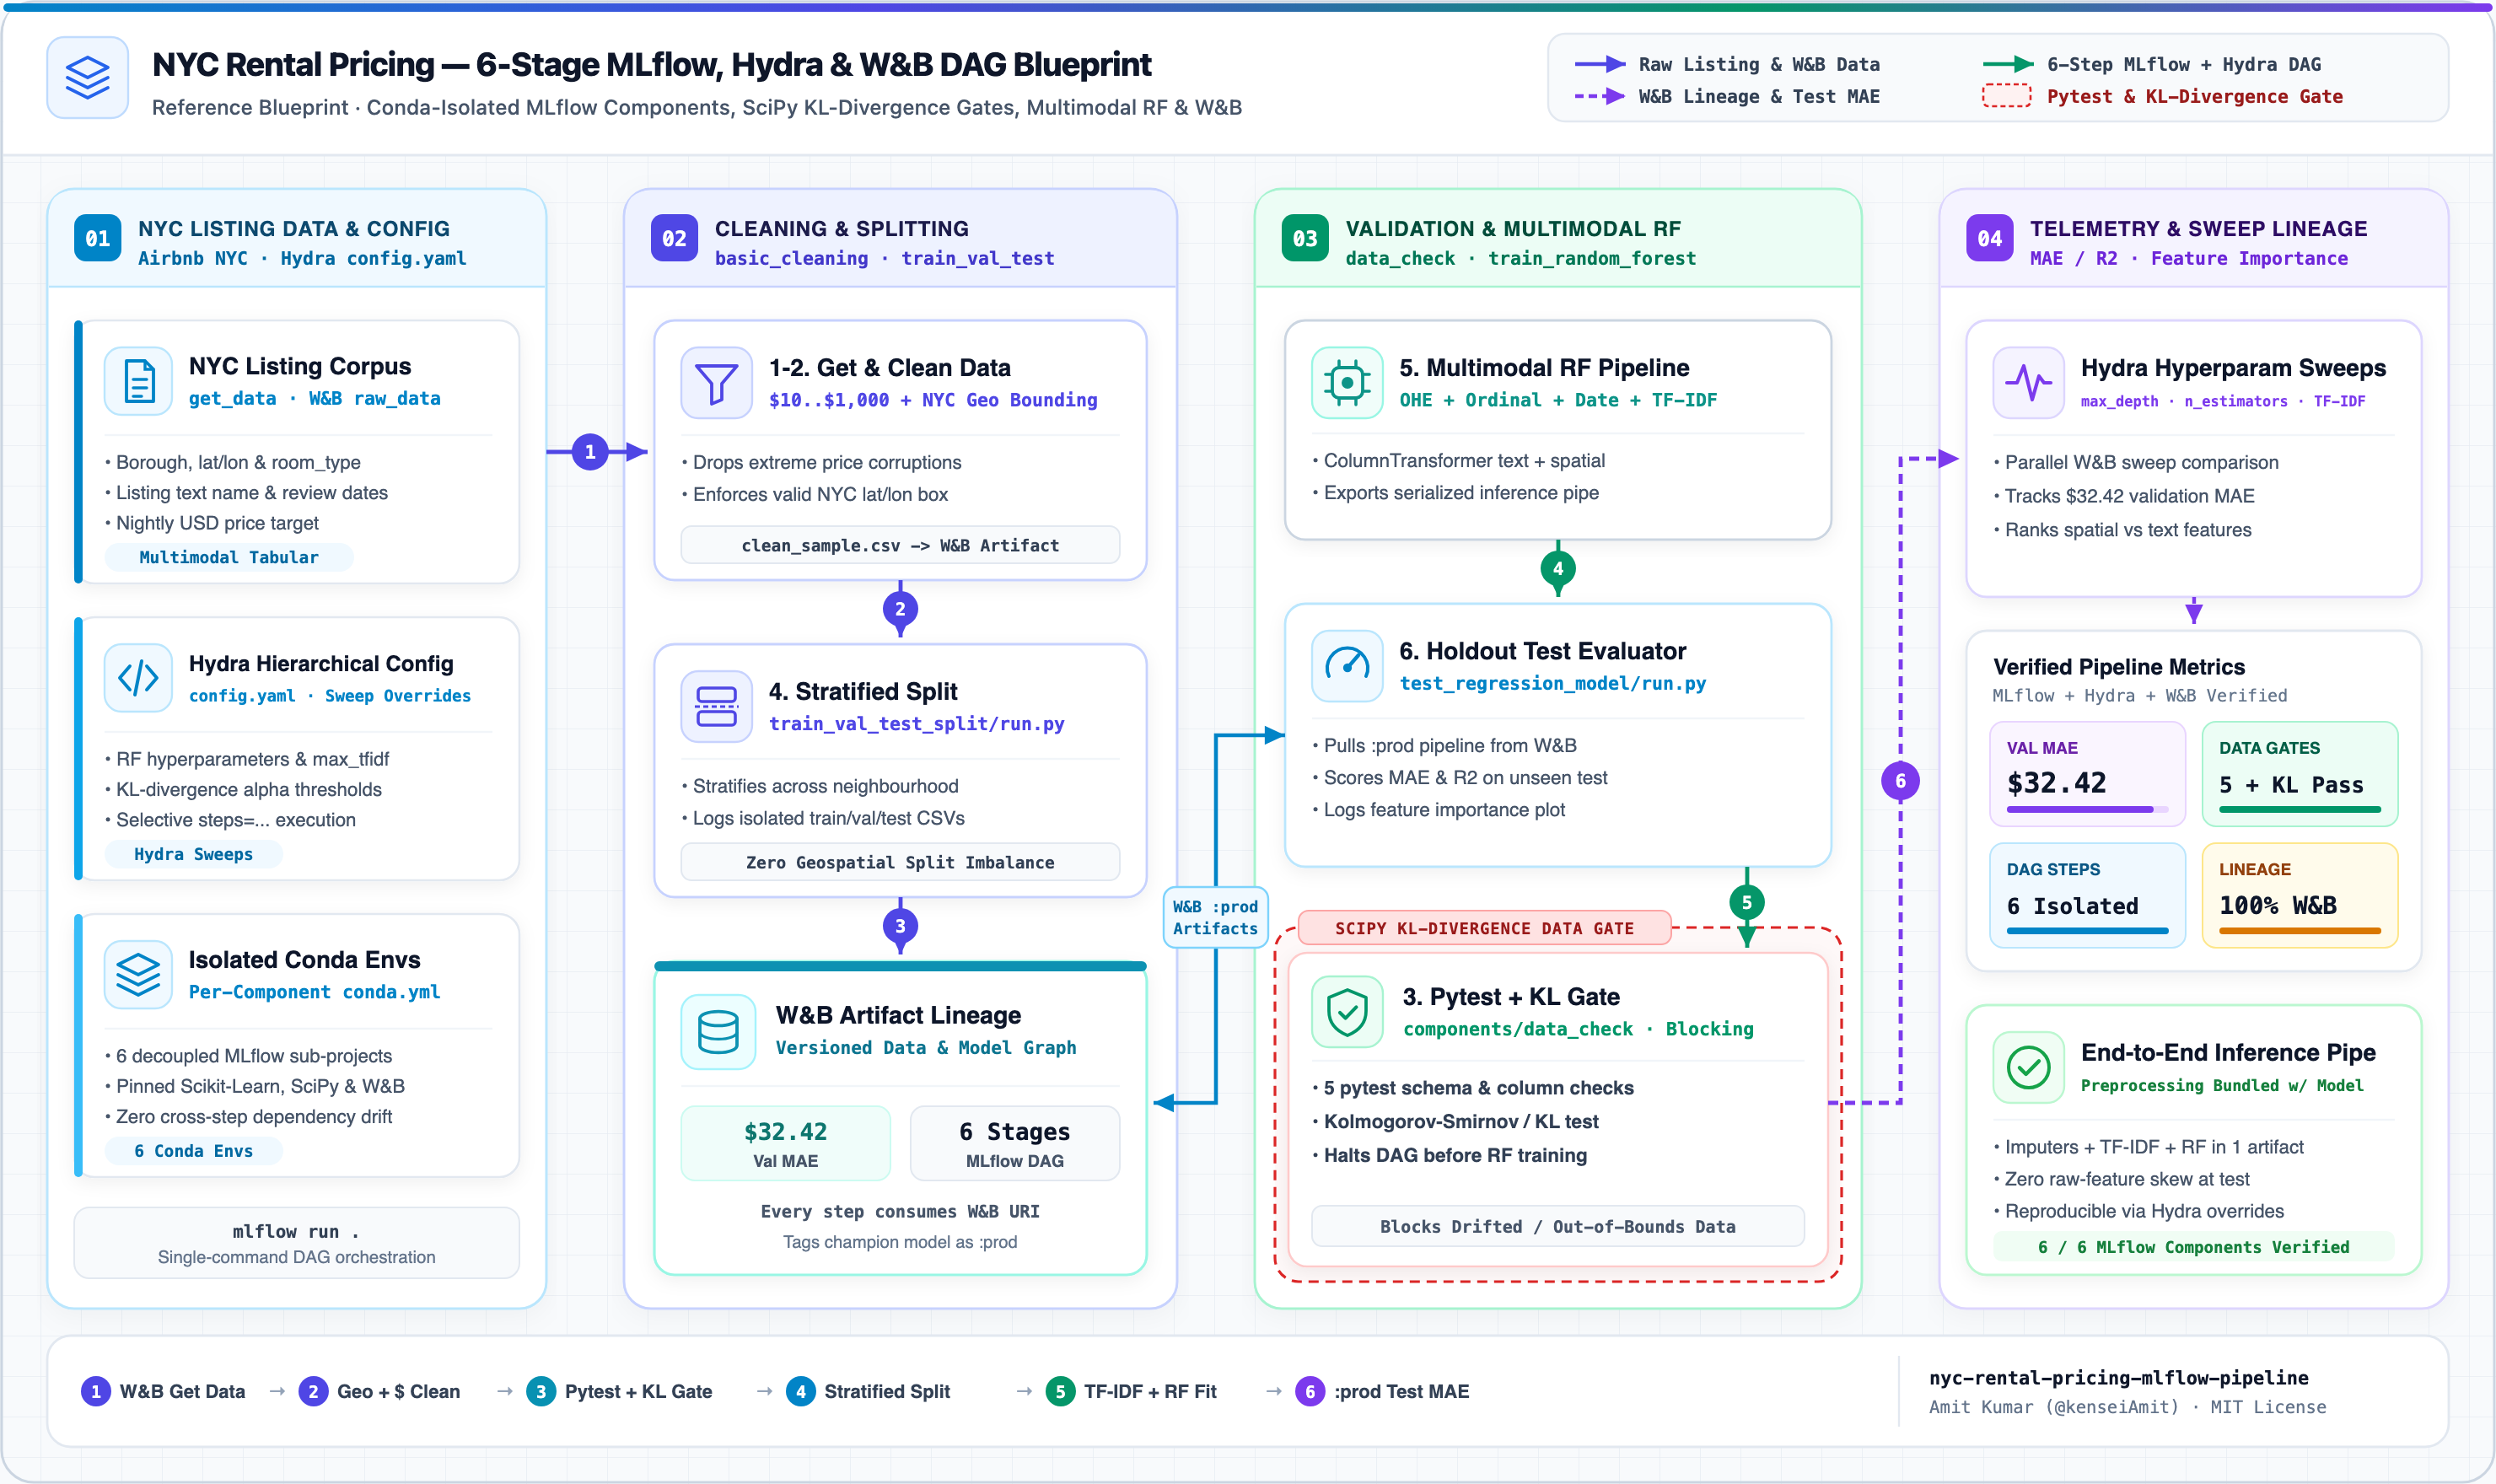 NYC Rental Pricing — 6-Stage MLflow, Hydra & W&B DAG Blueprint
Reference Blueprint · Conda-Isolated MLflow Components, SciPy KL-Divergence Gates, Multimodal RF & W&B
Raw Listing & W&B Data
6-Step MLflow + Hydra DAG
W&B Lineage & Test MAE
Pytest & KL-Divergence Gate
01
NYC LISTING DATA & CONFIG
Airbnb NYC · Hydra config.yaml
NYC Listing Corpus
get_data · W&B raw_data
• Borough, lat/lon & room_type
• Listing text name & review dates
• Nightly USD price target
Multimodal Tabular
Hydra Hierarchical Config
config.yaml · Sweep Overrides
• RF hyperparameters & max_tfidf
• KL-divergence alpha thresholds
• Selective steps=... execution
Hydra Sweeps
Isolated Conda Envs
Per-Component conda.yml
• 6 decoupled MLflow sub-projects
• Pinned Scikit-Learn, SciPy & W&B
• Zero cross-step dependency drift
6 Conda Envs
mlflow run .
Single-command DAG orchestration
1
02
CLEANING & SPLITTING
basic_cleaning · train_val_test
1-2. Get & Clean Data
$10..$1,000 + NYC Geo Bounding
• Drops extreme price corruptions
• Enforces valid NYC lat/lon box
clean_sample.csv -> W&B Artifact
2
4. Stratified Split
train_val_test_split/run.py
• Stratifies across neighbourhood
• Logs isolated train/val/test CSVs
Zero Geospatial Split Imbalance
3
W&B Artifact Lineage
Versioned Data & Model Graph
$32.42
Val MAE
6 Stages
MLflow DAG
Every step consumes W&B URI
Tags champion model as :prod
W&B :prod
Artifacts
03
VALIDATION & MULTIMODAL RF
data_check · train_random_forest
5. Multimodal RF Pipeline
OHE + Ordinal + Date + TF-IDF
• ColumnTransformer text + spatial
• Exports serialized inference pipe
4
6. Holdout Test Evaluator
test_regression_model/run.py
• Pulls :prod pipeline from W&B
• Scores MAE & R2 on unseen test
• Logs feature importance plot
5
SCIPY KL-DIVERGENCE DATA GATE
3. Pytest + KL Gate
components/data_check · Blocking
• 5 pytest schema & column checks
• Kolmogorov-Smirnov / KL test
• Halts DAG before RF training
Blocks Drifted / Out-of-Bounds Data
6
04
TELEMETRY & SWEEP LINEAGE
MAE / R2 · Feature Importance
Hydra Hyperparam Sweeps
max_depth · n_estimators · TF-IDF
• Parallel W&B sweep comparison
• Tracks $32.42 validation MAE
• Ranks spatial vs text features
Verified Pipeline Metrics
MLflow + Hydra + W&B Verified
VAL MAE
$32.42
DATA GATES
5 + KL Pass
DAG STEPS
6 Isolated
LINEAGE
100% W&B
End-to-End Inference Pipe
Preprocessing Bundled w/ Model
• Imputers + TF-IDF + RF in 1 artifact
• Zero raw-feature skew at test
• Reproducible via Hydra overrides
6 / 6 MLflow Components Verified
1 W&B Get Data → 2 Geo + $ Clean → 3 Pytest + KL Gate → 4 Stratified Split → 5 TF-IDF + RF Fit → 6 :prod Test MAE
nyc-rental-pricing-mlflow-pipeline
Amit Kumar (@kenseiAmit) · MIT License